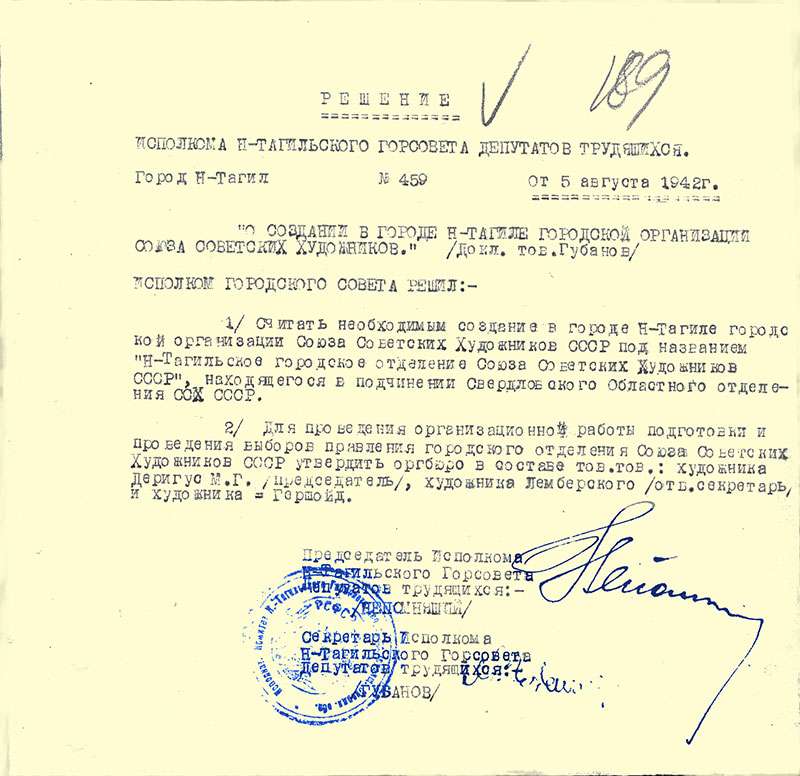 189
РЕШЕНИЕ
ИСПОЛКОМА Н-ТАГИЛЬСКОГО ГОРСОВЕТА ДЕПУТАТОВ ТРУДЯЩИХСЯ.
Город Н-Тагил № 459 От 5 августа 1942г.
"О СОЗДАНИИ В ГОРОДЕ Н-ТАГИЛЕ ГОРОДСКОЙ ОРГАНИЗАЦИИ
СОЮЗА СОВЕТСКИХ ХУДОЖНИКОВ." /Докл. тов.Губанов/
ИСПОЛКОМ ГОРОДСКОГО СОВЕТА РЕШИЛ:-
1/ Считать необходимым создание в городе Н-Тагиле городс
кой организации Союза Советских Художников СССР под названием
"Н-Тагильское городское отделение Союза Советских Художников
СССР", находящегося в подчинении Свердловского Областного отделе-
ния ССХ СССР.
2/ Для проведения организационной работы подготовки и
проведения выборов правления городского отделения Союза Советских
Художников СССР утвердить оргбюро в составе тов.тов.: художника
Деригус М.Г. /председатель/, художника Лемберского /отв.секретарь/
и художника = Гершойд.
Председатель Исполкома
Н-Тагильского Горсовета
Депутатов трудящихся:-
/НЕПОМНЯЩИЙ/
Секретарь Исполкома
Н-Тагильского Горсовета
Депутатов трудящихся:
ГУБАНОВ/
РСФСР